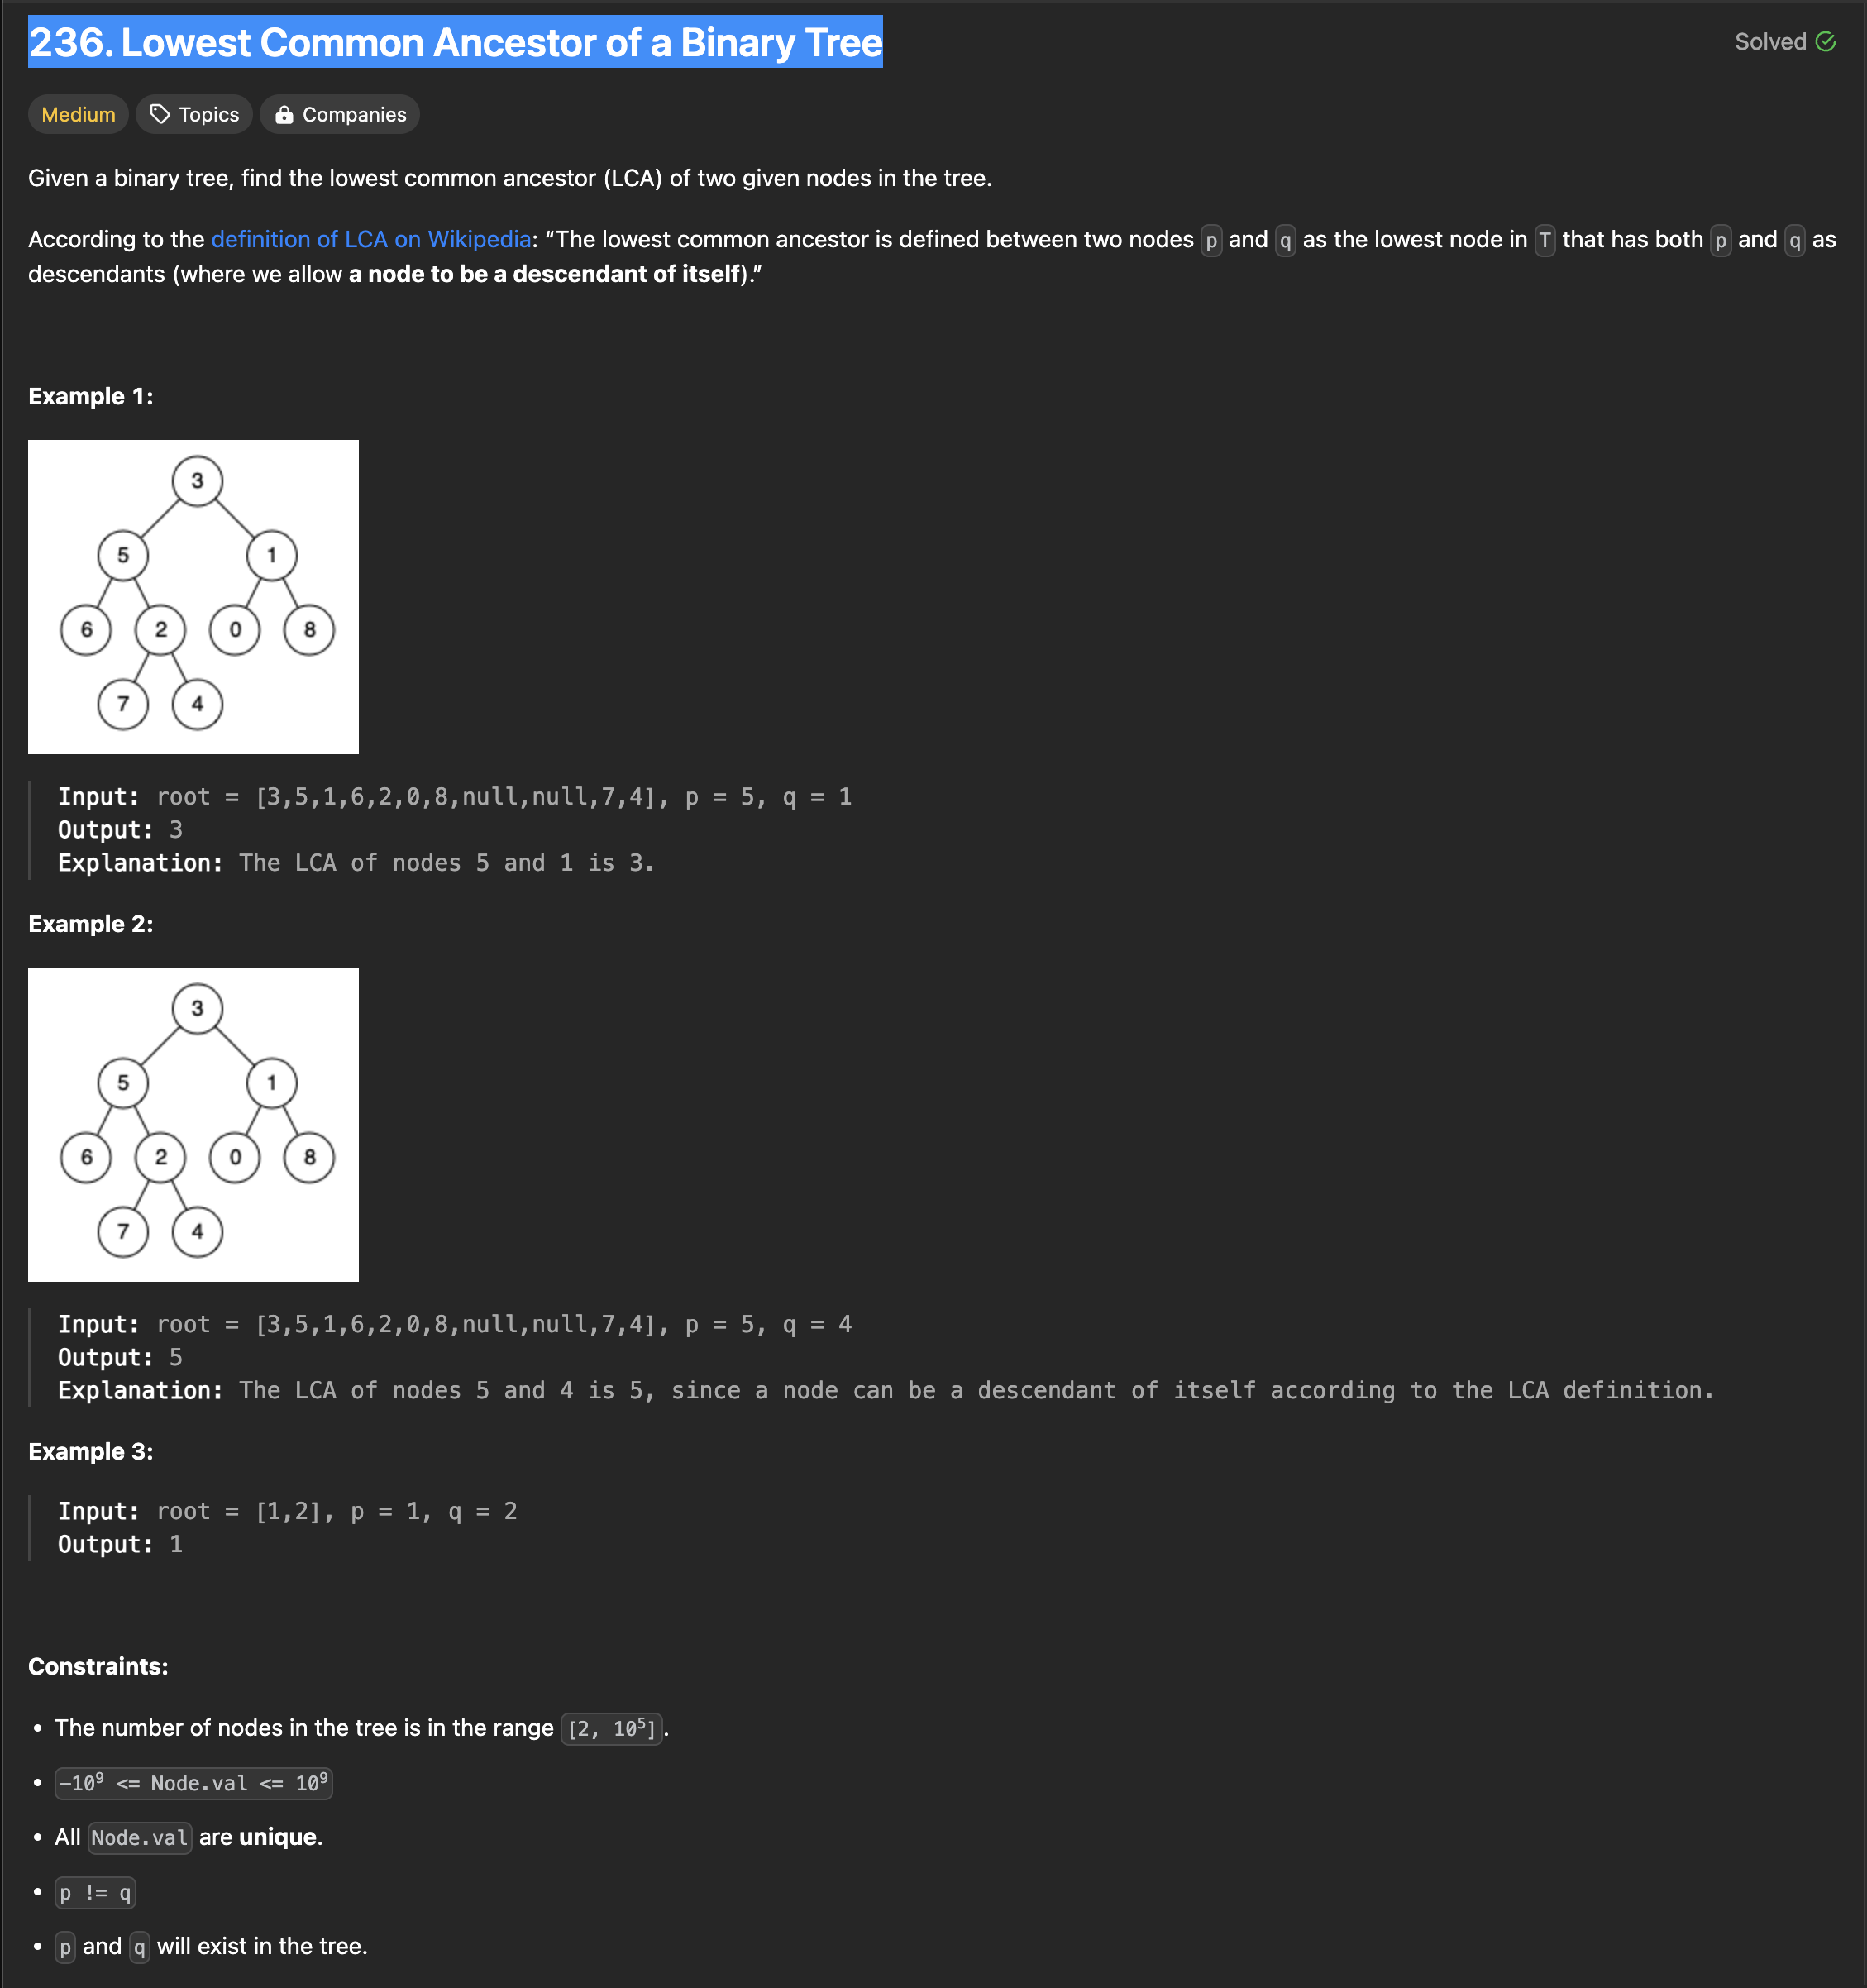 236. Lowest Common Ancestor of a Binary Tree
Solved
Medium
Topics
Companies
Given a binary tree, find the lowest common ancestor (LCA) of two given nodes in the tree.
According to the definition of LCA on Wikipedia: “The lowest common ancestor is defined between two nodes p and q as the lowest node in T that has both p and q as
descendants (where we allow a node to be a descendant of itself).”
Example 1:
3
5 1
6 2 0 8
7 4
Input: root = [3,5,1,6,2,0,8,null,null,7,4], p = 5, q = 1
Output: 3
Explanation: The LCA of nodes 5 and 1 is 3.
Example 2:
3
5 1
6 2 0 8
7 4
Input: root = [3,5,1,6,2,0,8,null,null,7,4], p = 5, q = 4
Output: 5
Explanation: The LCA of nodes 5 and 4 is 5, since a node can be a descendant of itself according to the LCA definition.
Example 3:
Input: root = [1,2], p = 1, q = 2
Output: 1
Constraints:
• The number of nodes in the tree is in the range [2, 10⁵].
• -10⁹ <= Node.val <= 10⁹
• All Node.val are unique.
• p != q
• p and q will exist in the tree.